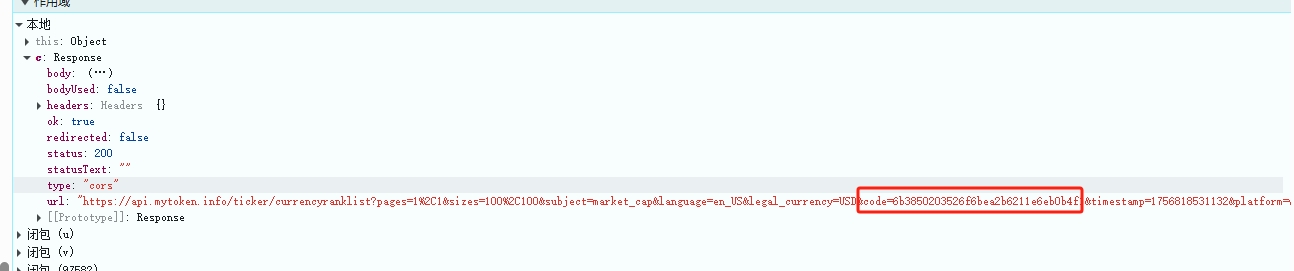 ▼ 作用域
▼ 本地
▶ this: Object
▼ c: Response
body: (...)
bodyUsed: false
▶ headers: Headers {}
ok: true
redirected: false
status: 200
statusText: ""
type: "cors"
url: "https://api.mytoken.info/ticker/currencyranklist?pages=1%2C1&sizes=100%2C100&subject=market_cap&language=en_US&legal_currency=USD&code=6b3850203526f6bea2b6211e6eb0b4f7&timestamp=1756818531132&platform=
▶ [[Prototype]]: Response
▶ 闭包 (u)
▶ 闭包 (v)
▶ 闭包 (97582)